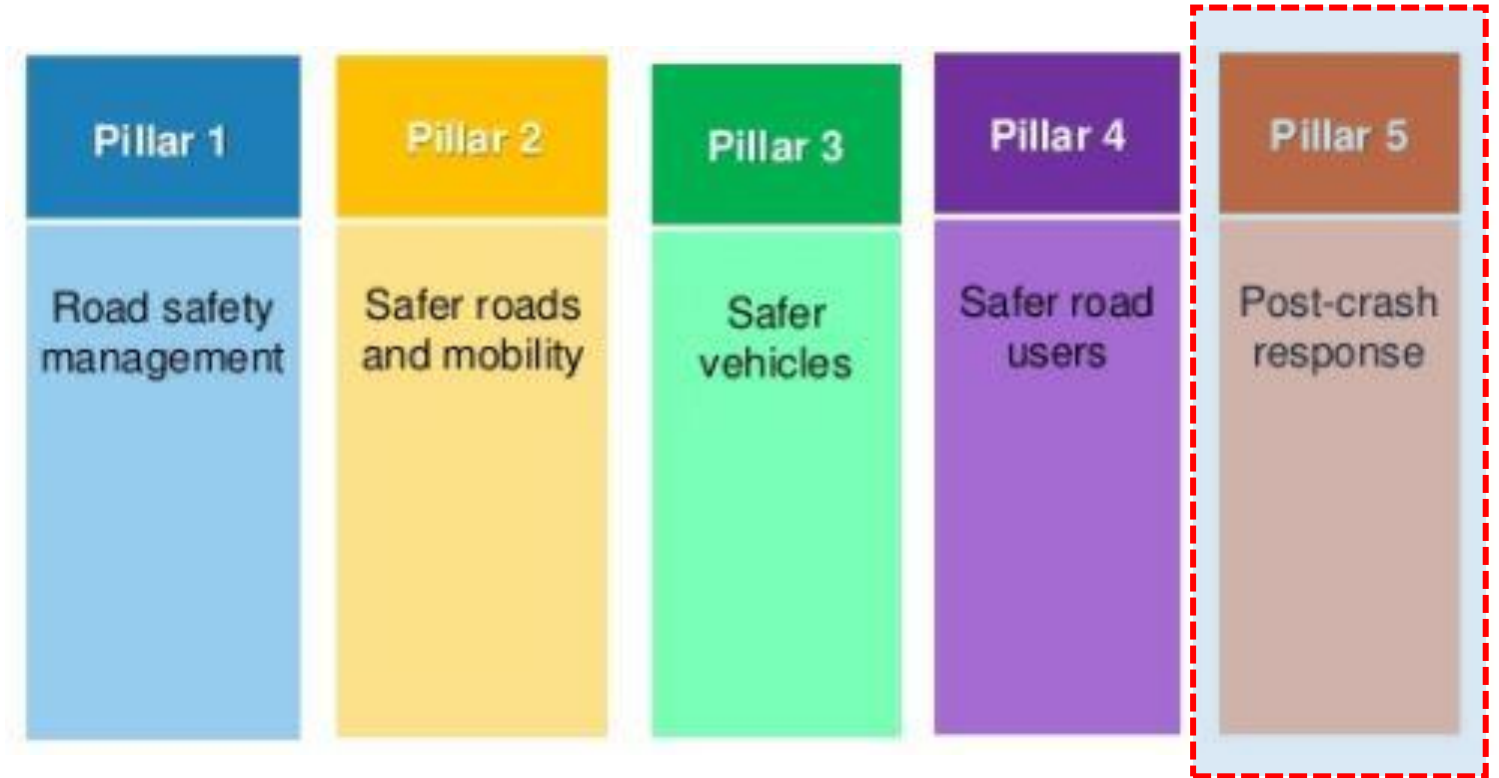 Pillar 1
Road safety
management
Pillar 2
Safer roads
and mobility
Pillar 3
Safer
vehicles
Pillar 4
Safer road
users
Pillar 5
Post-crash
response